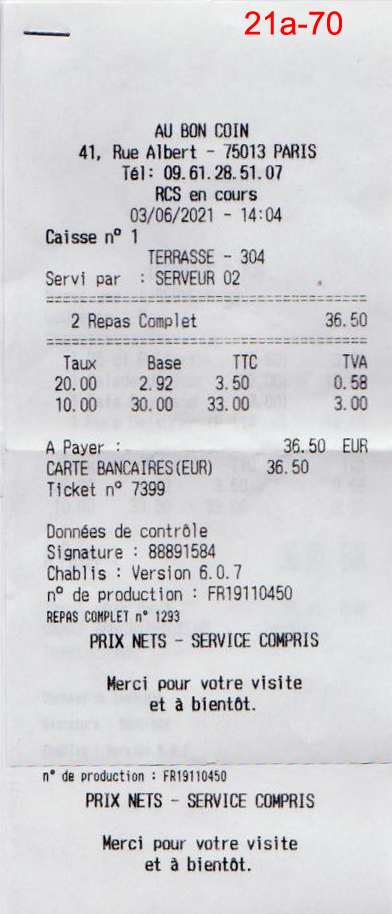 21a-70
AU BON COIN
41, Rue Albert - 75013 PARIS
Tél: 09.61.28.51.07
RCS en cours
03/06/2021 - 14:04
Caisse n° 1
TERRASSE - 304
Servi par : SERVEUR 02
2 Repas Complet 36.50
Taux Base TTC TVA
20.00 2.92 3.50 0.58
10.00 30.00 33.00 3.00
A Payer : 36.50 EUR
CARTE BANCAIRES(EUR) 36.50
Ticket n° 7399
Données de contrôle
Signature : 88891584
Chablis : Version 6.0.7
n° de production : FR19110450
REPAS COMPLET n° 1293
PRIX NETS - SERVICE COMPRIS
Merci pour votre visite
et à bientôt.
n° de production : FR19110450
PRIX NETS - SERVICE COMPRIS
Merci pour votre visite
et à bientôt.